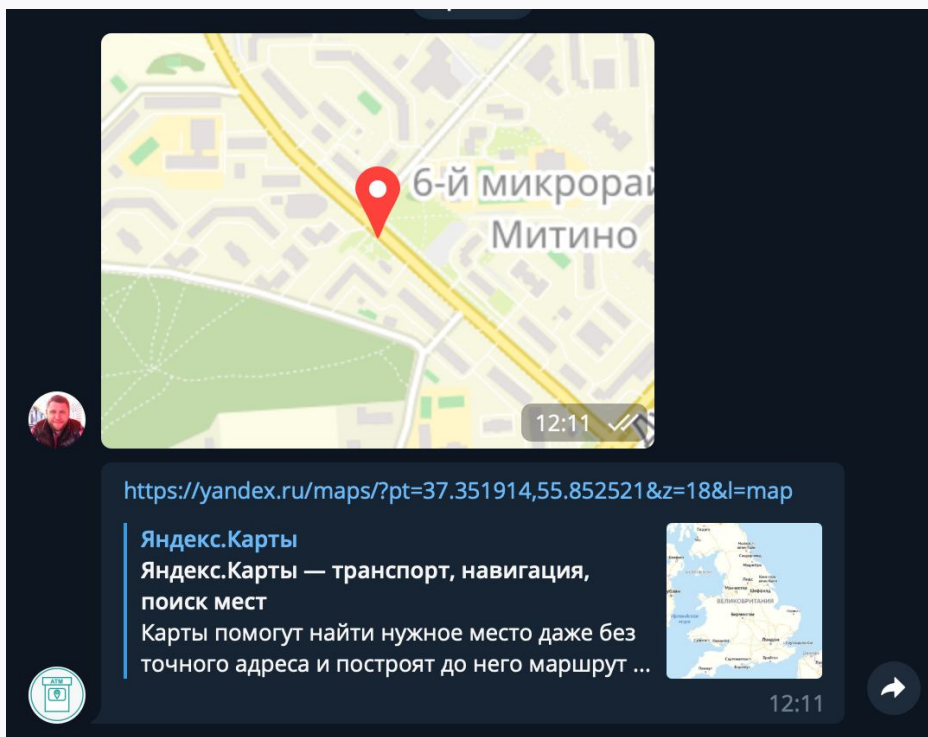 6-й микрорай
Митино
12:11
https://yandex.ru/maps/?pt=37.351914,55.852521&z=18&l=map
Яндекс.Карты
Яндекс.Карты — транспорт, навигация,
поиск мест
Карты помогут найти нужное место даже без
точного адреса и построят до него маршрут ...
ВЕЛИКОБРИТАНИЯ
ATM
12:11